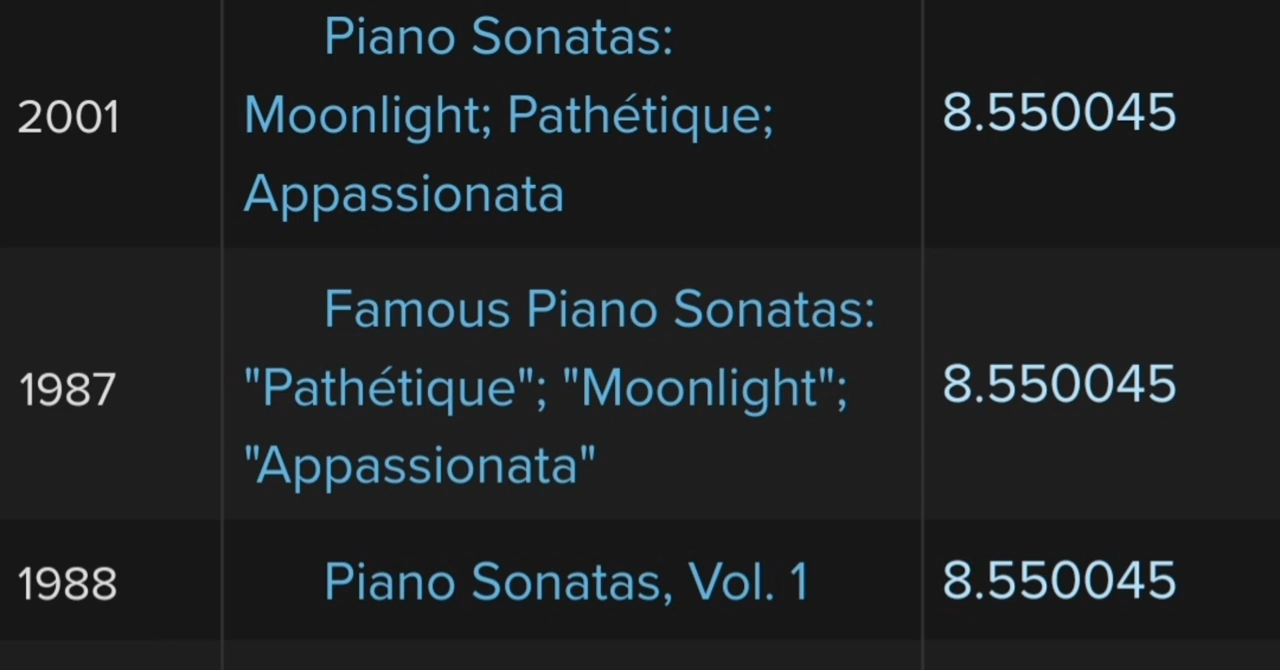 Piano Sonatas:
2001
Moonlight; Pathétique;
8.550045
Appassionata
Famous Piano Sonatas:
1987
"Pathétique"; "Moonlight";
8.550045
"Appassionata"
1988
Piano Sonatas, Vol. 1
8.550045